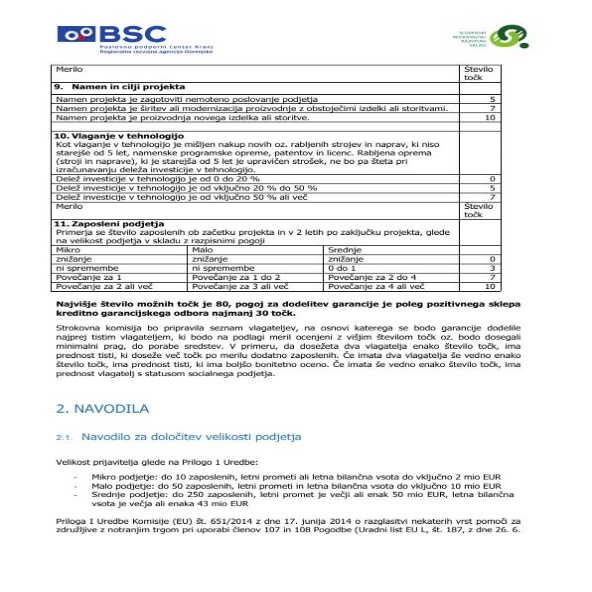 BSC
Poslovno podporni center Kranj
Regionalna razvojna agencija Gorenjske
SLOVENSKI
REGIONALNO
RAZVOJNI
SKLAD
Merilo Število
točk
9. Namen in cilji projekta
Namen projekta je zagotoviti nemoteno poslovanje podjetja 5
Namen projekta je širitev ali modernizacija proizvodnje z obstoječimi izdelki ali storitvami. 7
Namen projekta je proizvodnja novega izdelka ali storitve. 10
10. Vlaganje v tehnologijo
Kot vlaganje v tehnologijo je mišljen nakup novih oz. rabljenih strojev in naprav, ki niso
starejše od 5 let, namenske programske opreme, patentov in licenc. Rabljena oprema
(stroji in naprave), ki je starejša od 5 let je upravičen strošek, ne bo pa šteta pri
izračunavanju deleža investicije v tehnologijo.
Delež investicije v tehnologijo je od 0 do 20 % 0
Delež investicije v tehnologijo je od vključno 20 % do 50 % 5
Delež investicije v tehnologijo je od vključno 50 % ali več 7
Merilo Število
točk
11. Zaposleni podjetja
Primerja se število zaposlenih ob začetku projekta in v 2 letih po zaključku projekta, glede
na velikost podjetja v skladu z razpisnimi pogoji
Mikro Malo Srednje
znižanje znižanje znižanje 0
ni spremembe ni spremembe 0 do 1 3
Povečanje za 1 Povečanje za 1 do 2 Povečanje za 2 do 4 7
Povečanje za 2 ali več Povečanje za 3 ali več Povečanje za 4 ali več 10
Najvišje število možnih točk je 80, pogoj za dodelitev garancije je poleg pozitivnega sklepa
kreditno garancijskega odbora najmanj 30 točk.
Strokovna komisija bo pripravila seznam vlagateljev, na osnovi katerega se bodo garancije dodelile
najprej tistim vlagateljem, ki bodo na podlagi meril ocenjeni z višjim številom točk oz. bodo dosegali
minimalni prag, do porabe sredstev. V primeru, da dosežeta dva vlagatelja enako število točk, ima
prednost tisti, ki doseže več točk po merilu dodatno zaposlenih. Če imata dva vlagatelja še vedno enako
število točk, ima prednost tisti, ki ima boljšo bonitetno oceno. Če imata še vedno enako število točk, ima
prednost vlagatelj s statusom socialnega podjetja.
2. NAVODILA
2.1. Navodilo za določitev velikosti podjetja
Velikost prijavitelja glede na Prilogo 1 Uredbe:
- Mikro podjetje: do 10 zaposlenih, letni prometi ali letna bilančna vsota do vključno 2 mio EUR
- Malo podjetje: do 50 zaposlenih, letni prometi in letna bilančna vsota do vključno 10 mio EUR
- Srednje podjetje: do 250 zaposlenih, letni promet je večji ali enak 50 mio EUR, letna bilančna
vsota je večja ali enaka 43 mio EUR
Priloga I Uredbe Komisije (EU) št. 651/2014 z dne 17. junija 2014 o razglasitvi nekaterih vrst pomoči za
združljive z notranjim trgom pri uporabi členov 107 in 108 Pogodbe (Uradni list EU L, št. 187, z dne 26. 6.